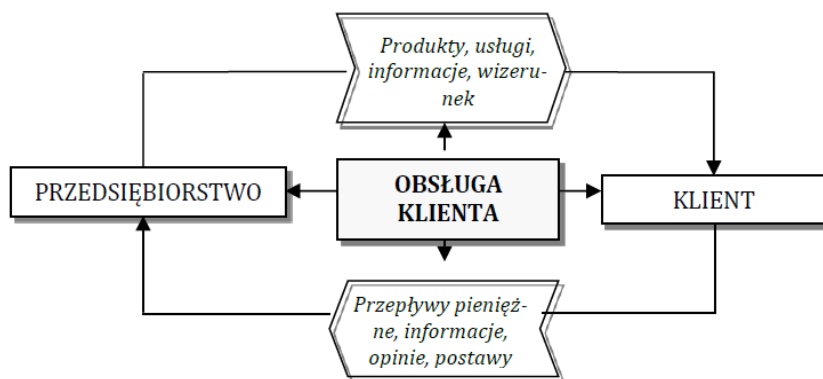 Produkty, usługi,
informacje, wizeru-
nek
PRZEDSIĘBIORSTWO
OBSŁUGA
KLIENTA
KLIENT
Przepływy pienięż-
ne, informacje,
opinie, postawy